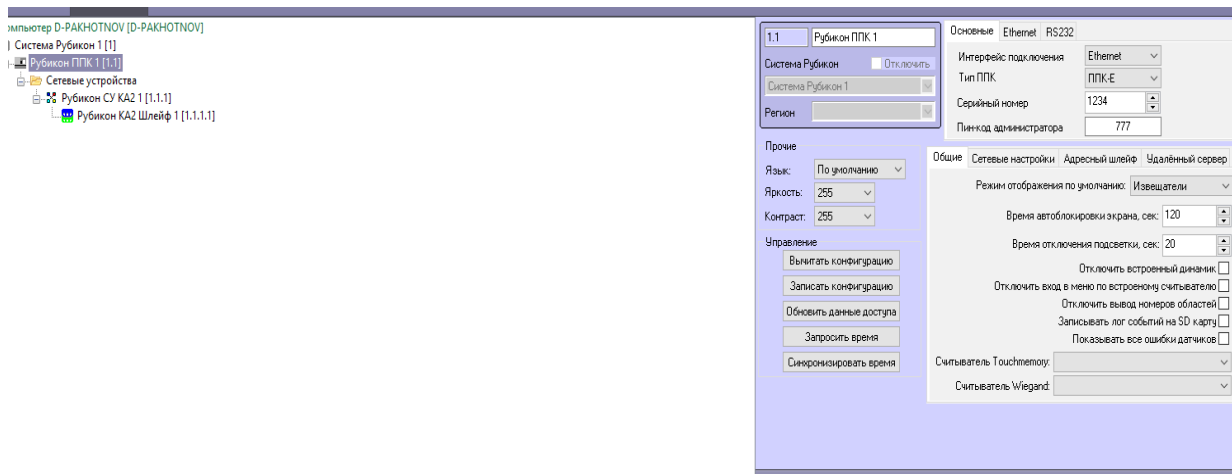 омпьютер D-PAKHOTNOV [D-PAKHOTNOV]
Система Рубикон 1 [1]
Рубикон ППК 1 [1.1]
Сетевые устройства
Рубикон СУ КА2 1 [1.1.1]
Рубикон КА2 Шлейф 1 [1.1.1.1]
1.1 Рубикон ППК 1
Система Рубикон Отключить
Система Рубикон 1
Регион
Основные Ethernet RS232
Интерфейс подключения Ethernet
Тип ППК ППК-Е
Серийный номер 1234
Пин-код администратора 777
Прочие
Язык: По умолчанию
Яркость: 255
Контраст: 255
Управление
Вычитать конфигурацию
Записать конфигурацию
Обновить данные доступа
Запросить время
Синхронизировать время
Общие Сетевые настройки Адресный шлейф Удалённый сервер
Режим отображения по умолчанию: Извещатели
Время автоблокировки экрана, сек: 120
Время отключения подсветки, сек: 20
Отключить встроенный динамик
Отключить вход в меню по встроеному считывателю
Отключить вывод номеров областей
Записывать лог событий на SD карту
Показывать все ошибки датчиков
Считыватель Touchmemory:
Считыватель Wiegand: